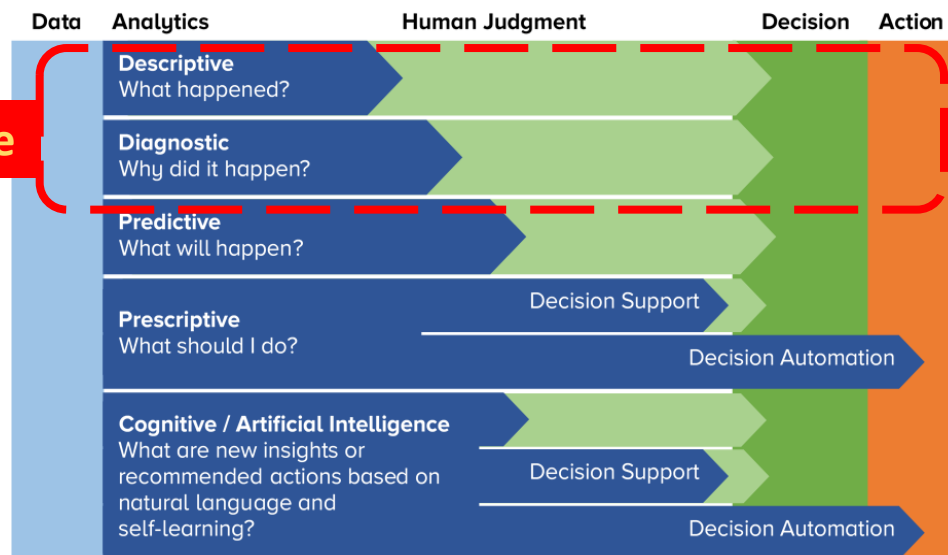 Data Analytics Human Judgment Decision Action
Descriptive
What happened?
e
Diagnostic
Why did it happen?
Predictive
What will happen?
Decision Support
Prescriptive
What should I do?
Decision Automation
Cognitive / Artificial Intelligence
What are new insights or
recommended actions based on
Decision Support
natural language and
self-learning?
Decision Automation